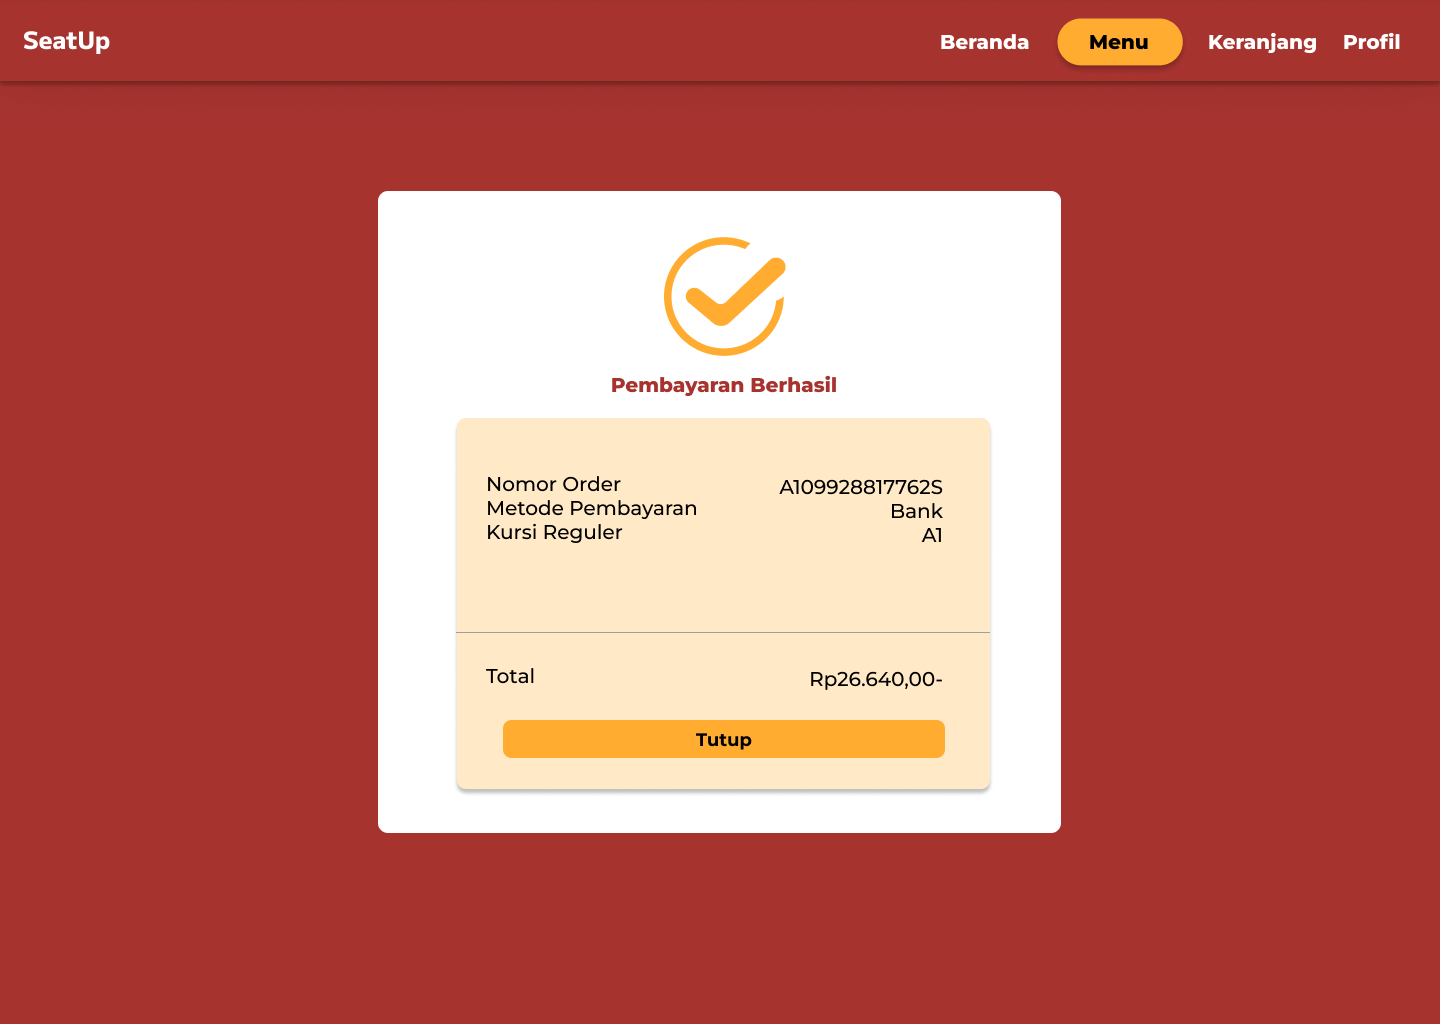 SeatUp
Beranda Menu Keranjang Profil
Pembayaran Berhasil
Nomor Order A109928817762S
Metode Pembayaran Bank
Kursi Reguler A1
Total Rp26.640,00-
Tutup